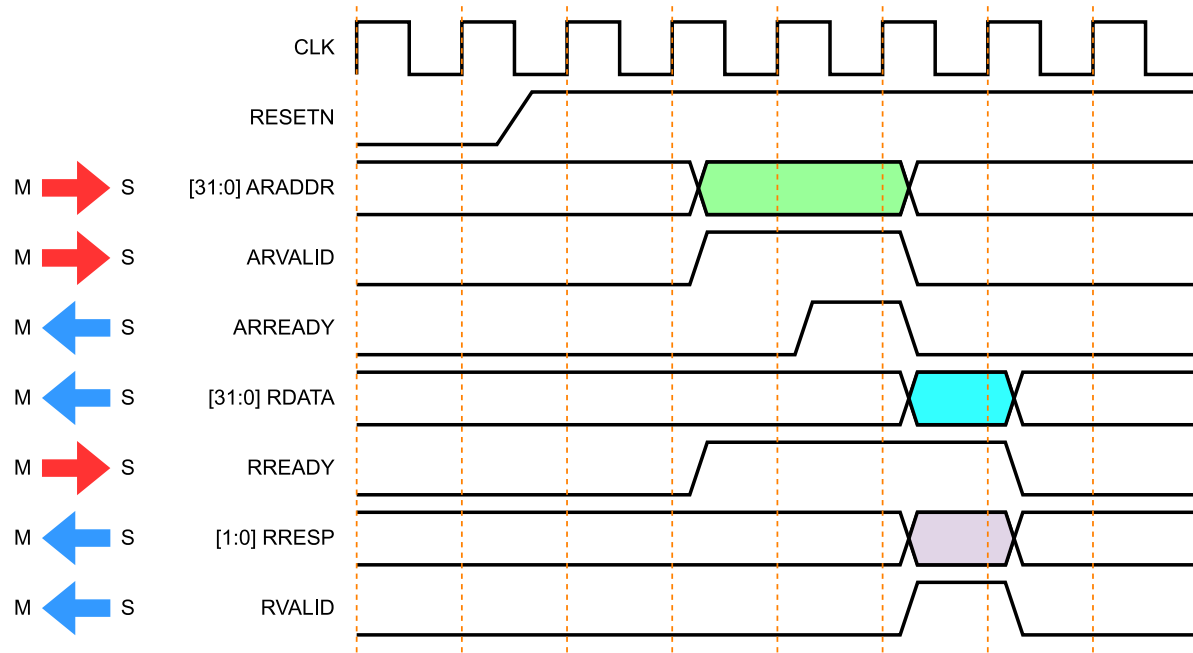 CLK
RESETN
M S [31:0] ARADDR
M S ARVALID
M S ARREADY
M S [31:0] RDATA
M S RREADY
M S [1:0] RRESP
M S RVALID